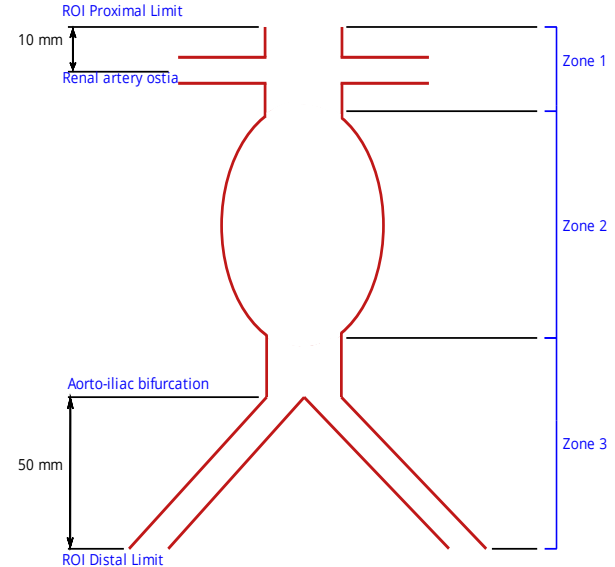 ROI Proximal Limit
10 mm
Zone 1
Renal artery ostia
Zone 2
Aorto-iliac bifurcation
Zone 3
50 mm
ROI Distal Limit